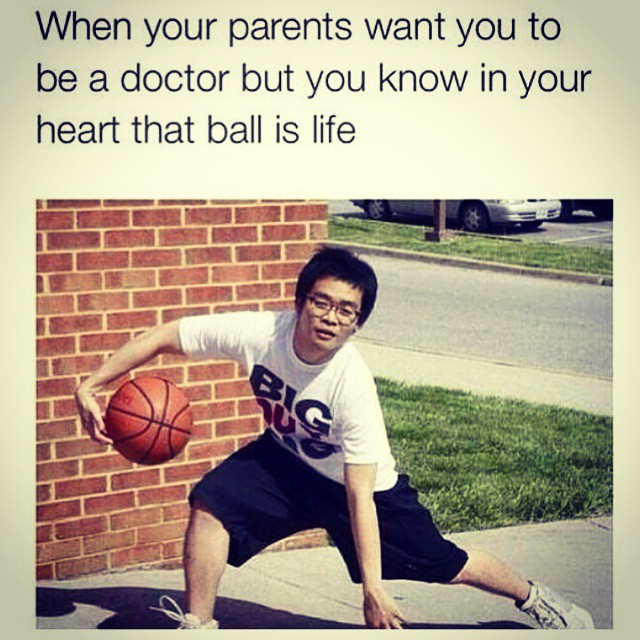 When your parents want you to
be a doctor but you know in your
heart that ball is life
BIG